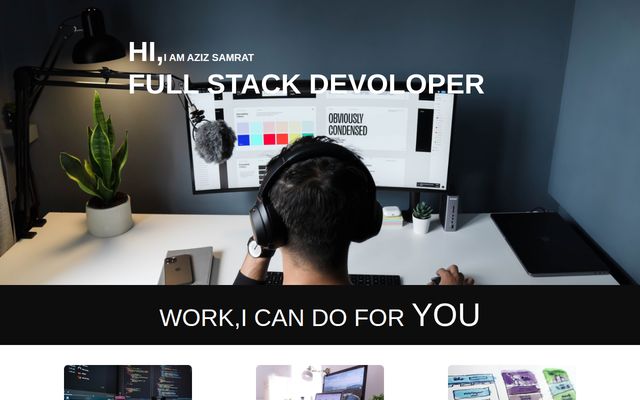 HI,I AM AZIZ SAMRAT
FULL STACK DEVOLOPER
OBVIOUSLY
CONDENSED
WORK,I CAN DO FOR YOU